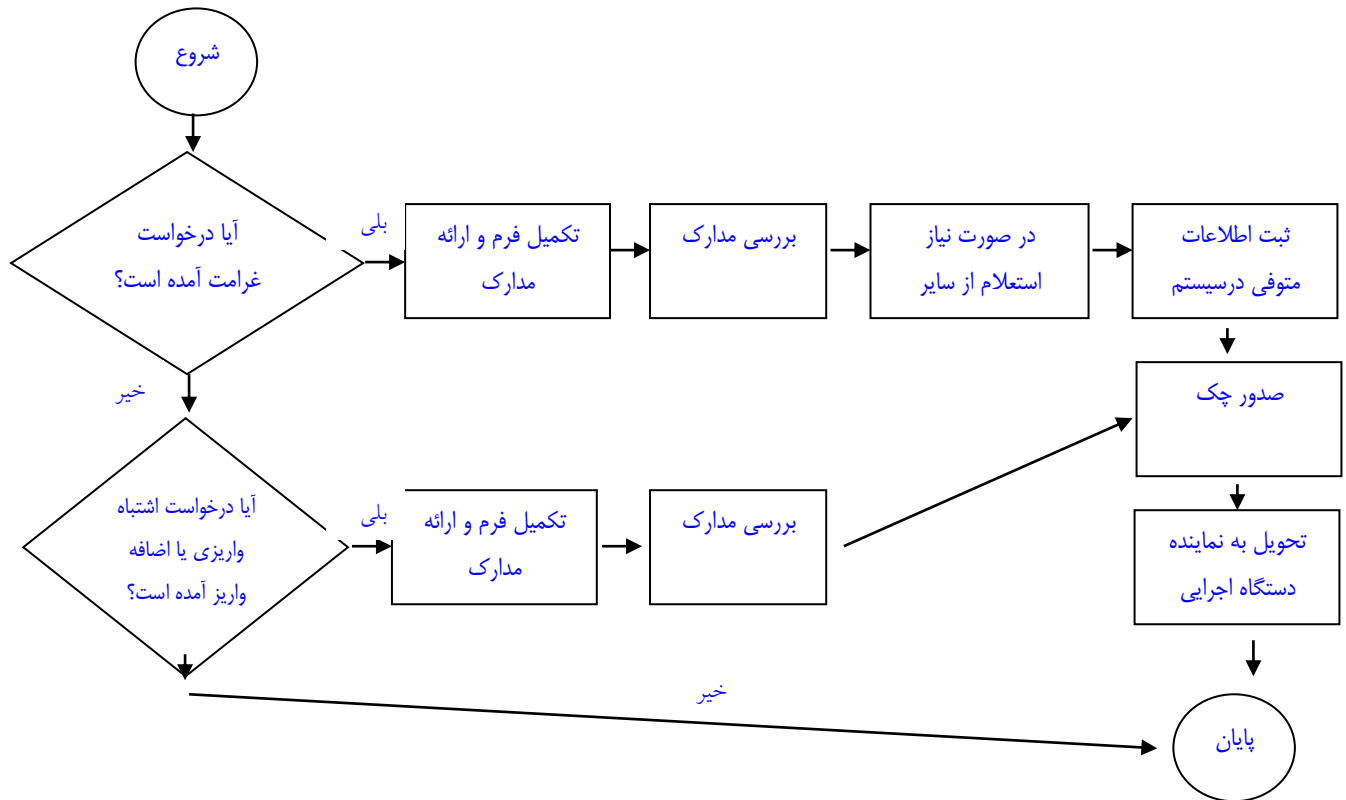 شروع
آیا درخواست
غرامت آمده است؟
بلی
تکمیل فرم و ارائه
مدارک
بررسی مدارک
در صورت نیاز
استعلام از سایر
ثبت اطلاعات
متوفی درسیستم
خیر
صدور چک
آیا درخواست اشتباه
واریزی یا اضافه
واریز آمده است؟
بلی
تکمیل فرم و ارائه
مدارک
بررسی مدارک
تحویل به نماینده
دستگاه اجرایی
خیر
پایان